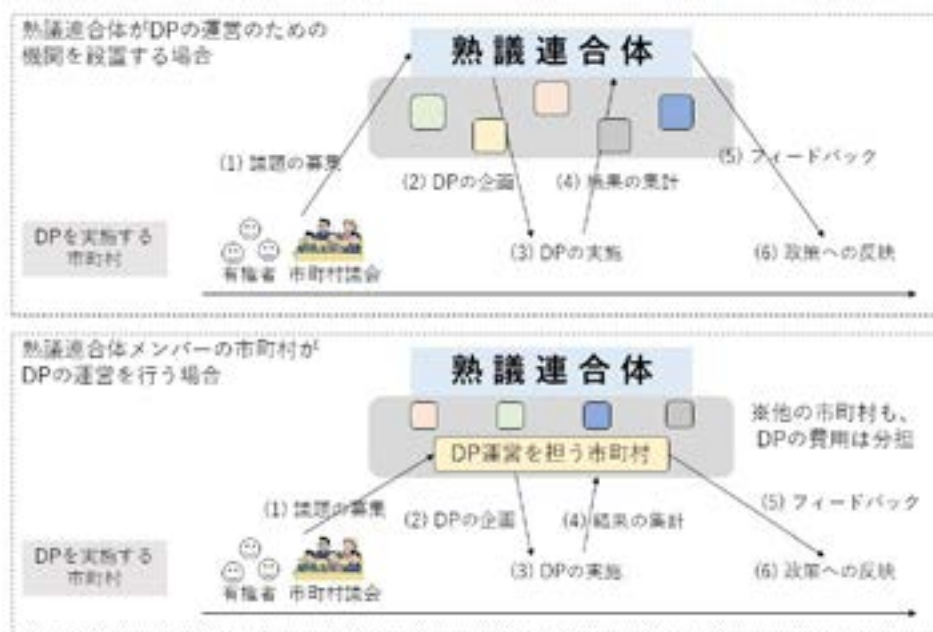 熟議連合体がDPの運営のための
機関を設置する場合
熟議連合体
(1) 議題の募集
(2) DPの企画
(4) 結果の集計
(5) フィードバック
DPを実施する
市町村
有権者 市町村議会
(3) DPの実施
(6) 政策への反映
熟議連合体メンバーの市町村が
DPの運営を行う場合
熟議連合体
※他の市町村も、
DPの費用は分担
DP運営を担う市町村
(1) 議題の募集
(2) DPの企画
(4) 結果の集計
(5) フィードバック
DPを実施する
市町村
有権者 市町村議会
(3) DPの実施
(6) 政策への反映